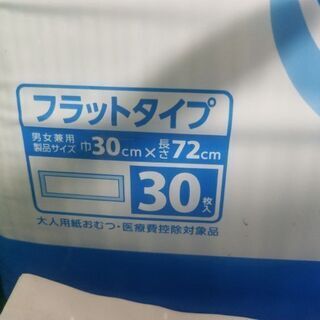 フラットタイプ
男女兼用
製品サイズ 巾30cm×長さ72cm
30枚入
大人用紙おむつ・医療費控除対象品